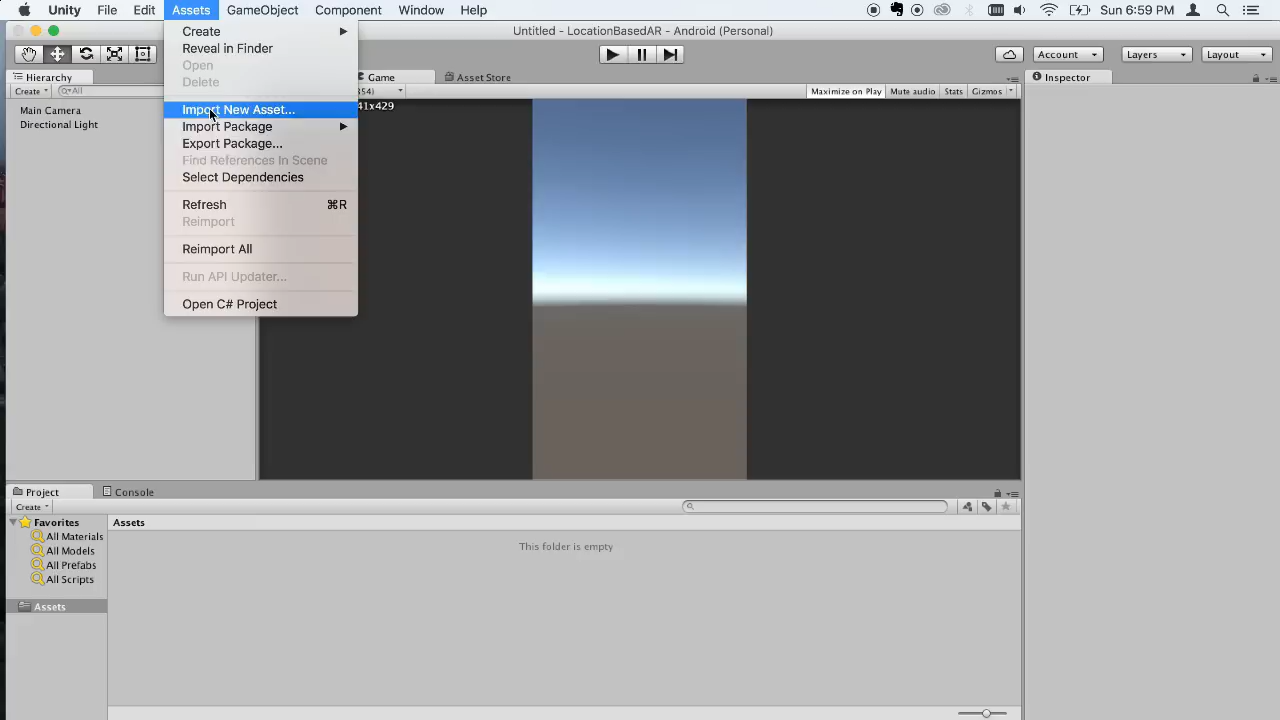 Unity File Edit Assets GameObject Component Window Help Sun 6:59 PM
Untitled - LocationBasedAR - Android (Personal)
Account Layers Layout
Create
Reveal in Finder
Open
Delete
Import New Asset...
Import Package
Export Package...
Find References In Scene
Select Dependencies
Refresh ⌘R
Reimport
Reimport All
Run API Updater...
Open C# Project
Hierarchy
Create All
Main Camera
Directional Light
Game Asset Store
54) Maximize on Play Mute audio Stats Gizmos
41x429
Inspector
Project Console
Create
Favorites
All Materials
All Models
All Prefabs
All Scripts
Assets
Assets
This folder is empty